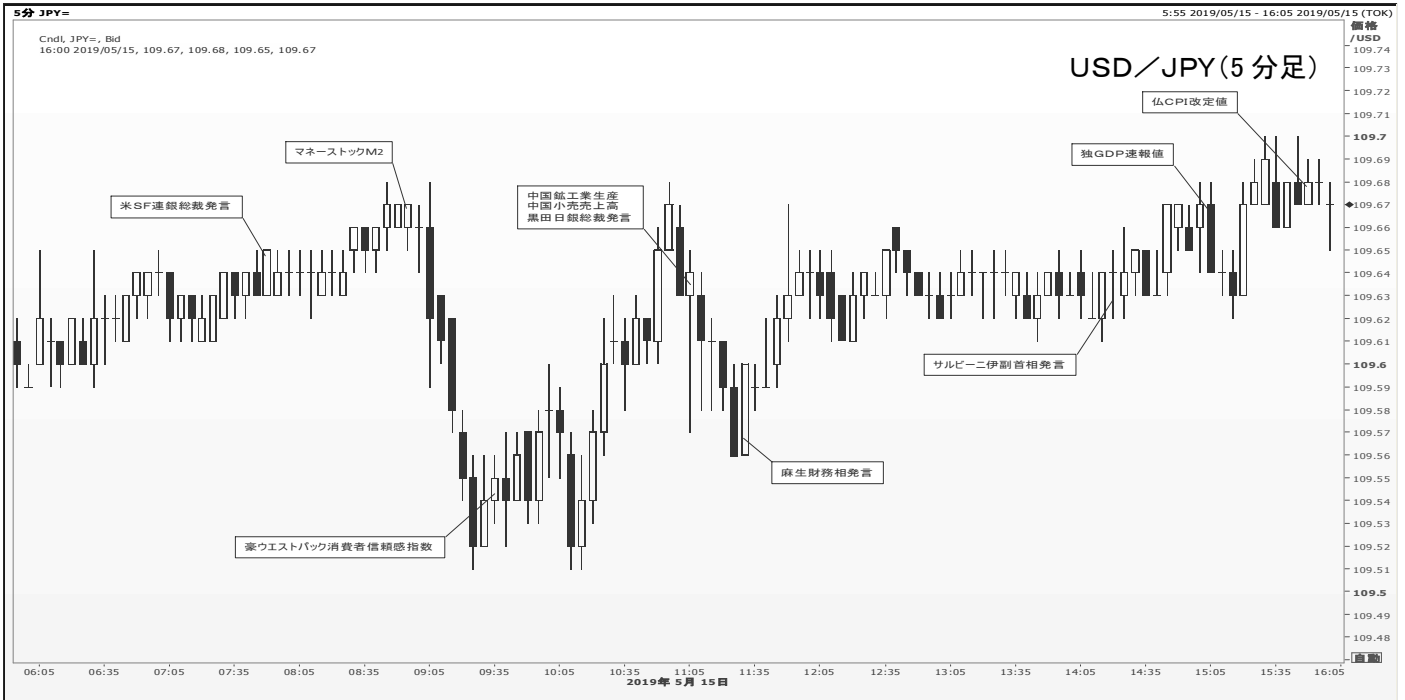 5分 JPY=
5:55 2019/05/15 - 16:05 2019/05/15 (TOK)
Cndl, JPY=, Bid
16:00 2019/05/15, 109.67, 109.68, 109.65, 109.67
価格
/USD
USD／JPY(5分足)
109.74
109.73
109.72
109.71
109.7
109.69
109.68
109.67
109.66
109.65
109.64
109.63
109.62
109.61
109.6
109.59
109.58
109.57
109.56
109.55
109.54
109.53
109.52
109.51
109.5
109.49
109.48
自動
米SF連銀総裁発言
マネーストックM2
豪ウエストパック消費者信頼感指数
中国鉱工業生産
中国小売売上高
黒田日銀総裁発言
麻生財務相発言
サルビーニ伊副首相発言
独GDP速報値
仏CPI改定値
06:05 06:35 07:05 07:35 08:05 08:35 09:05 09:35 10:05 10:35 11:05 11:35 12:05 12:35 13:05 13:35 14:05 14:35 15:05 15:35 16:05
2019年 5月 15日